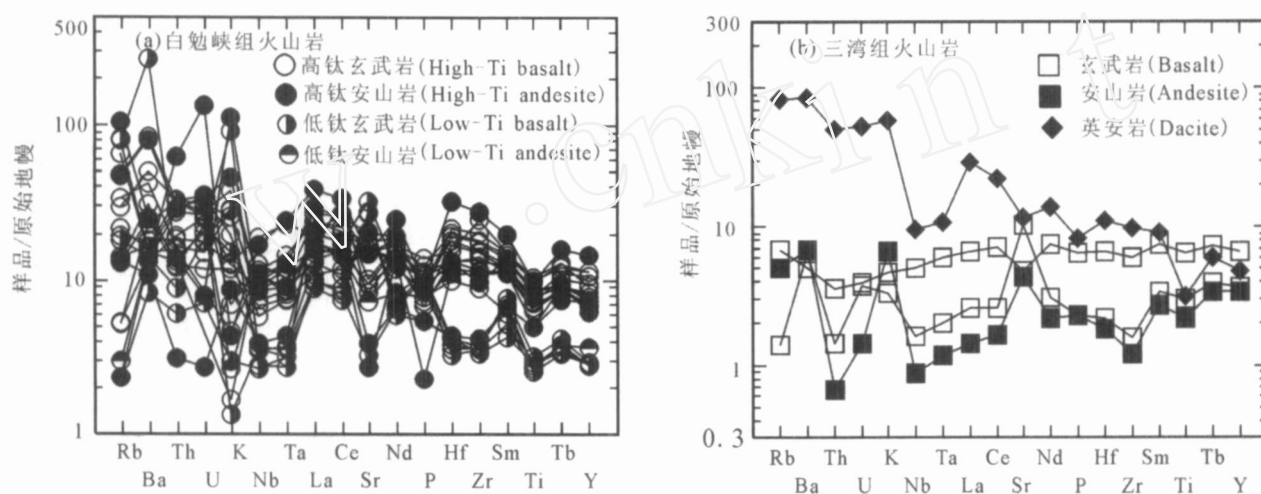 500
100
10
1
样品/原始地幔
(a)白勉峡组火山岩
高钛玄武岩(High-Ti basalt)
高钛安山岩(High-Ti andesite)
低钛玄武岩(Low-Ti basalt)
低钛安山岩(Low-Ti andesite)
Rb Th K Ta Ce Nd Hf Sm Tb
Ba U Nb La Sr P Zr Ti Y
300
100
10
1
0.3
样品/原始地幔
(b)三湾组火山岩
玄武岩(Basalt)
安山岩(Andesite)
英安岩(Dacite)
Rb Th K Ta Ce Nd Hf Sm Tb
Ba U Nb La Sr P Zr Ti Y